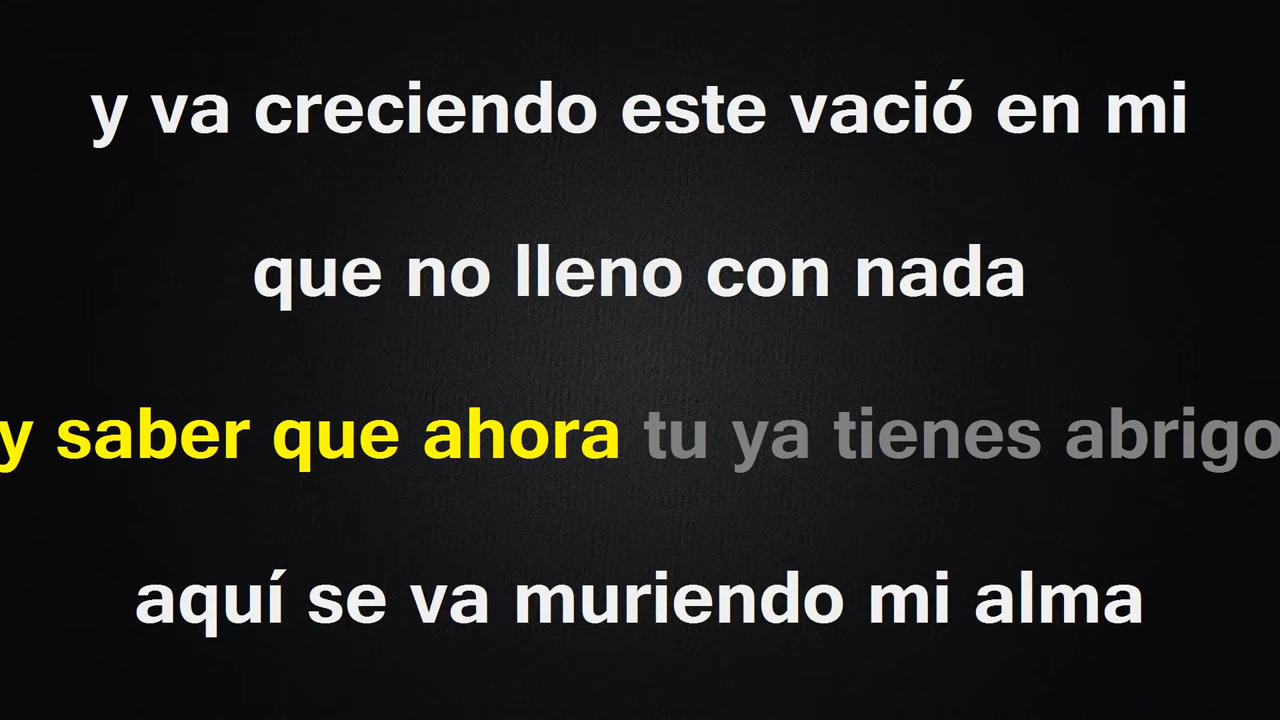 y va creciendo este vació en mi
que no lleno con nada
y saber que ahora tu ya tienes abrigo
aquí se va muriendo mi alma